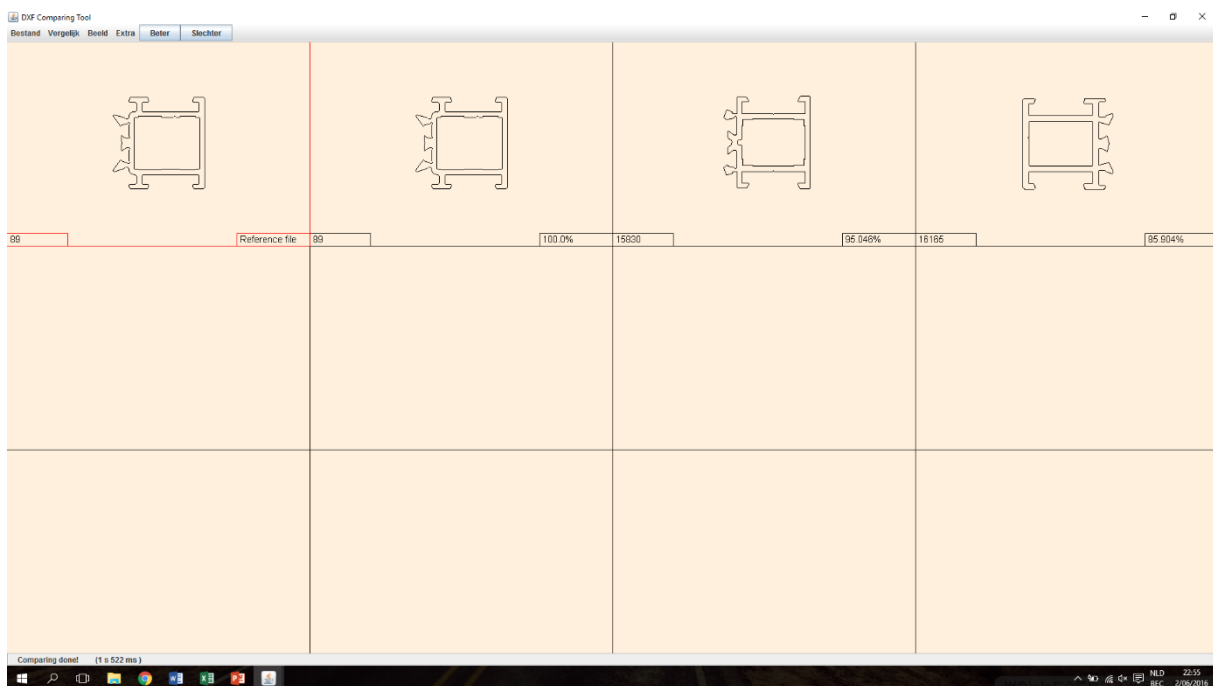 DXF Comparing Tool
Bestand Vergelijk Beeld Extra Beter Slechter
89 Reference file 89 100.0% 15830 95.046% 16165 85.904%
Comparing done! (1 s 522 ms)
NLD 22:55
BEC 2/06/2016